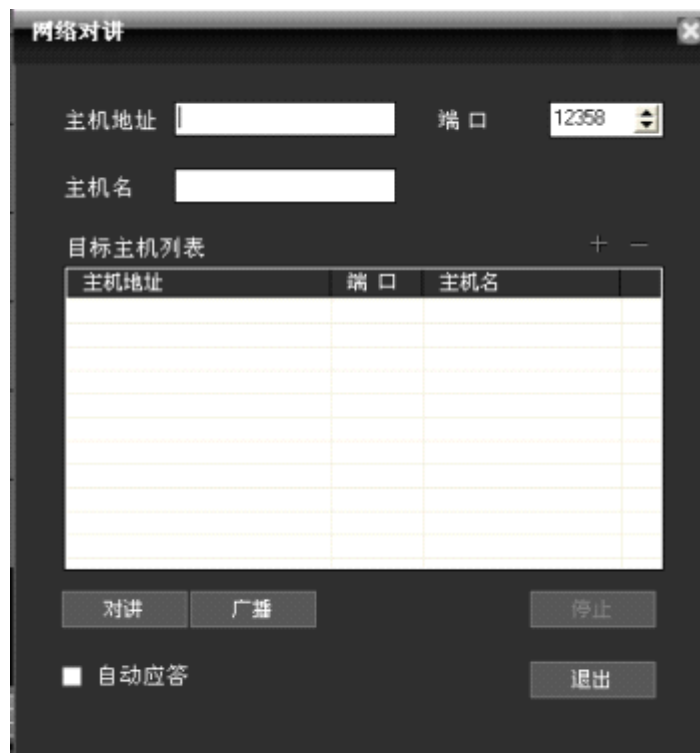 网络对讲
主机地址 端 口 12358
主机名
目标主机列表 + －
主机地址 端 口 主机名
对讲 广播 停止
自动应答 退出